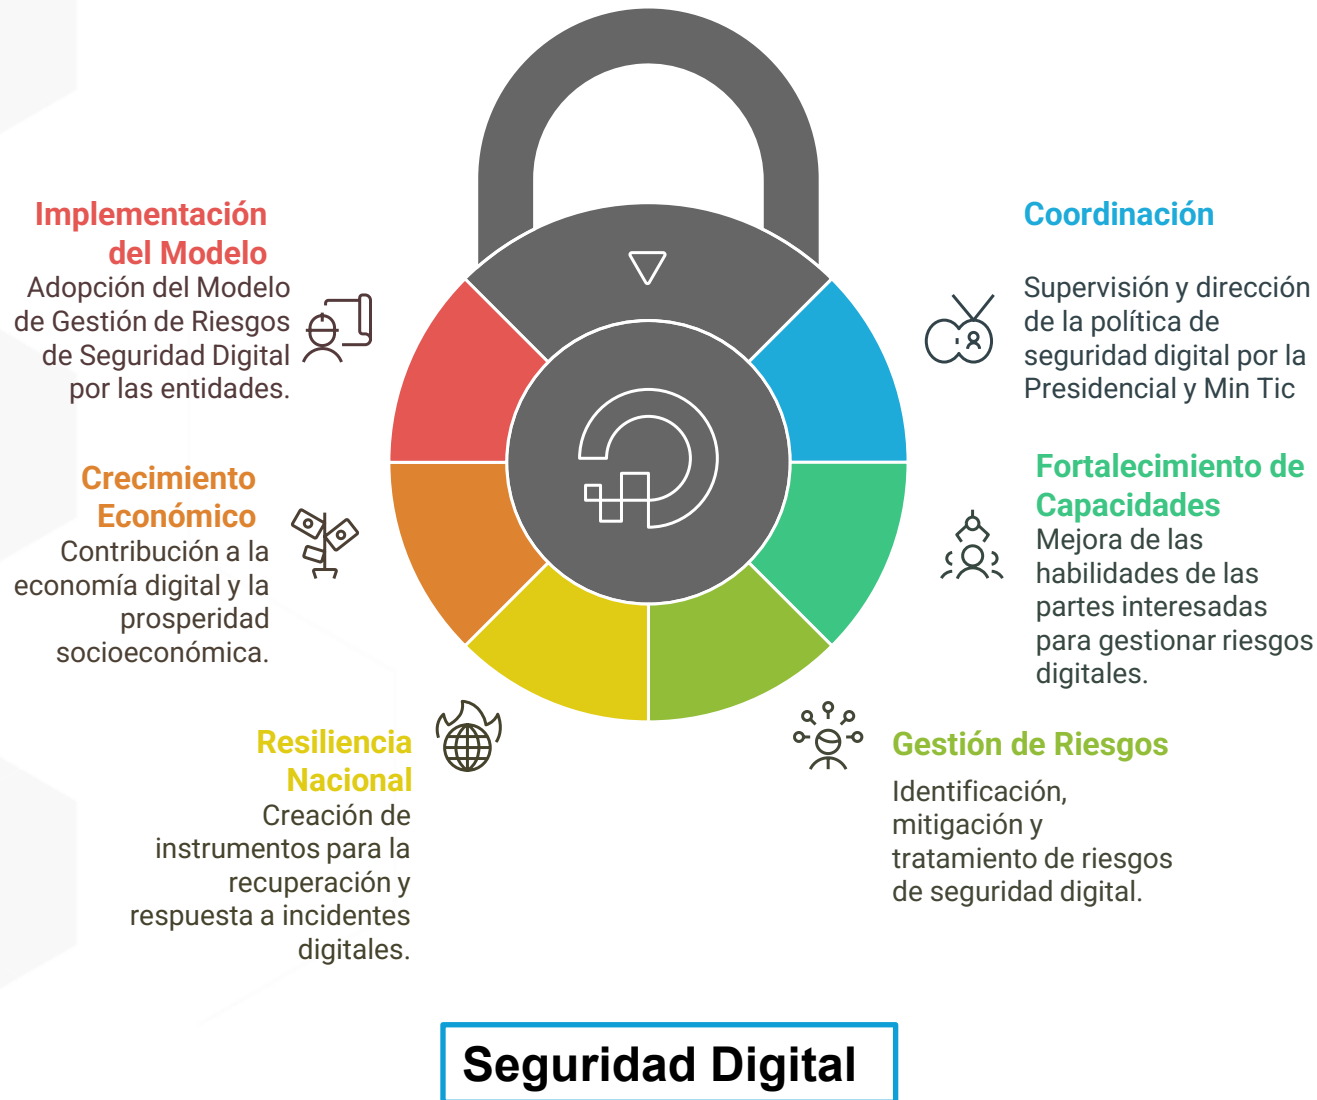 Implementación
del Modelo
Adopción del Modelo
de Gestión de Riesgos
de Seguridad Digital
por las entidades.
Crecimiento
Económico
Contribución a la
economía digital y la
prosperidad
socioeconómica.
Resiliencia
Nacional
Creación de
instrumentos para la
recuperación y
respuesta a incidentes
digitales.
Coordinación
Supervisión y dirección
de la política de
seguridad digital por la
Presidencial y Min Tic
Fortalecimiento de
Capacidades
Mejora de las
habilidades de las
partes interesadas
para gestionar riesgos
digitales.
Gestión de Riesgos
Identificación,
mitigación y
tratamiento de riesgos
de seguridad digital.
Seguridad Digital